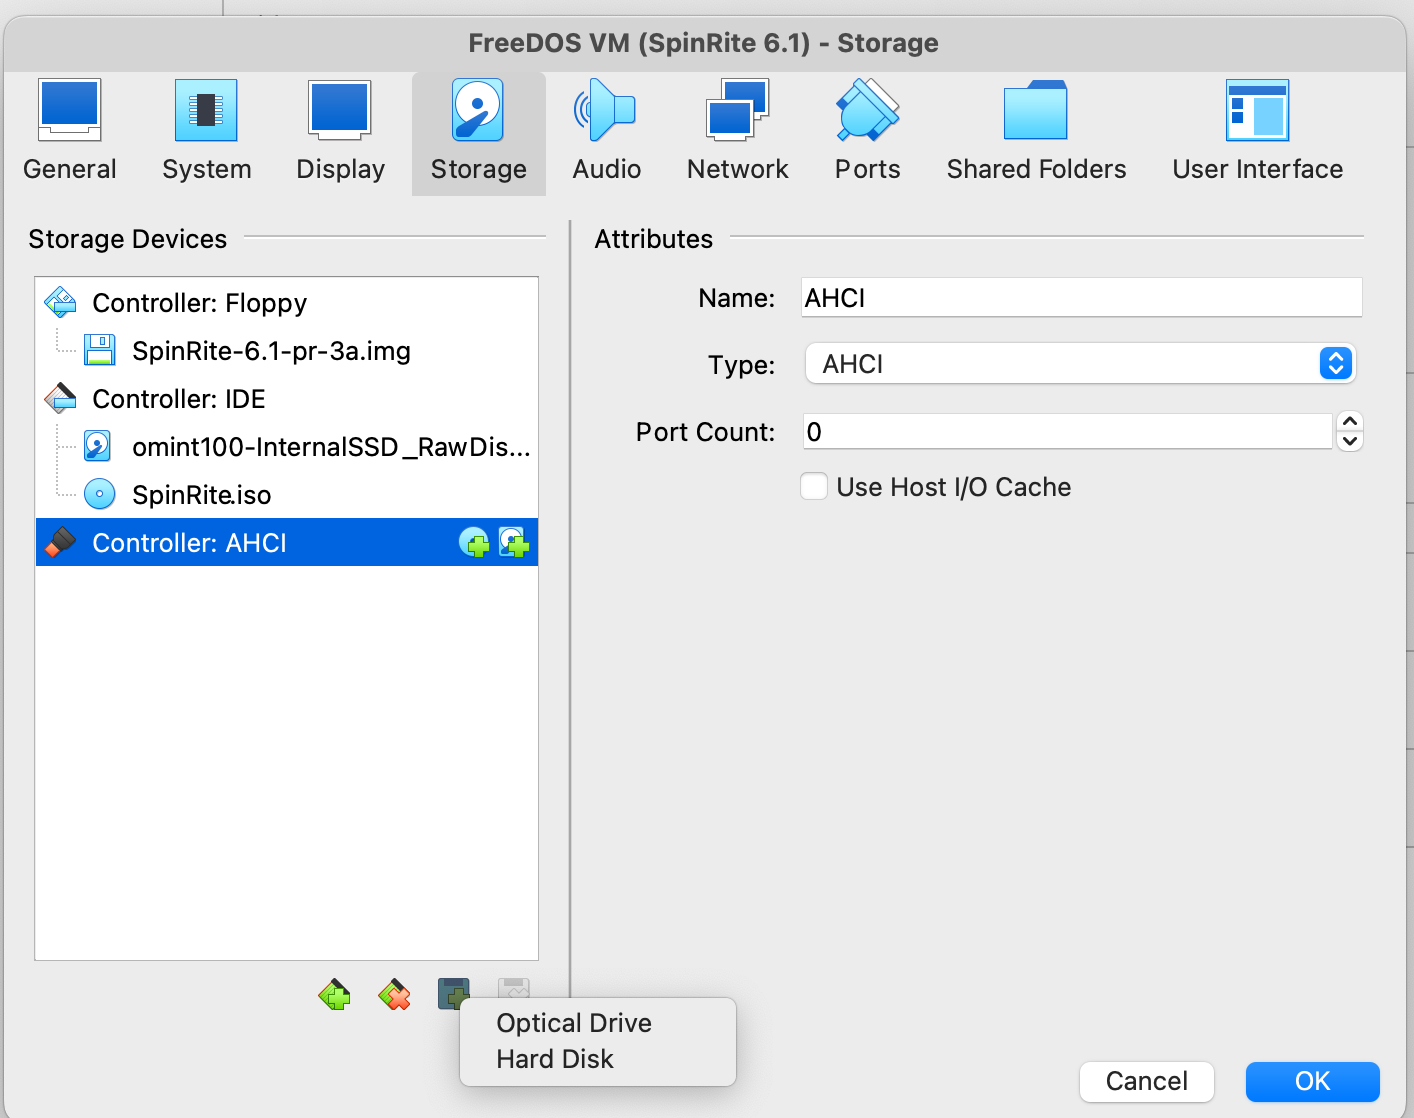 FreeDOS VM (SpinRite 6.1) - Storage
General System Display Storage Audio Network Ports Shared Folders User Interface
Storage Devices
Controller: Floppy
SpinRite-6.1-pr-3a.img
Controller: IDE
omint100-InternalSSD_RawDis...
SpinRite.iso
Controller: AHCI
Attributes
Name: AHCI
Type: AHCI
Port Count: 0
Use Host I/O Cache
Optical Drive
Hard Disk
Cancel OK